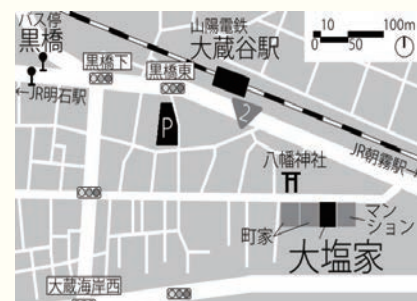 バス停
黒橋
山陽電鉄
大蔵谷駅
10 100m
0 50
黒橋下
黒橋東
←JR明石駅
P
2
JR朝霧駅→
八幡神社
マン
ション
町家
大塩家
大蔵海岸西